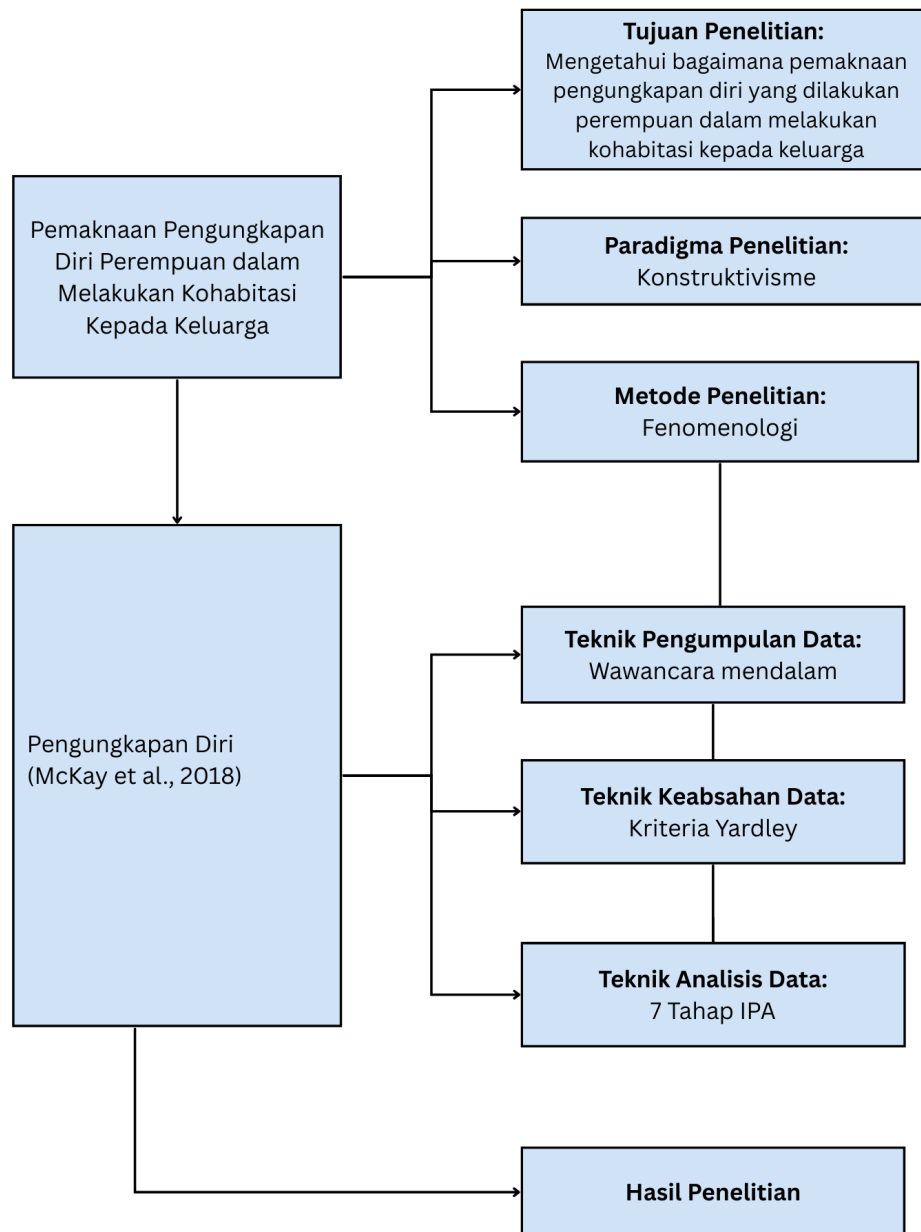 Tujuan Penelitian:
Mengetahui bagaimana pemaknaan
pengungkapan diri yang dilakukan
perempuan dalam melakukan
kohabitasi kepada keluarga
Pemaknaan Pengungkapan
Diri Perempuan dalam
Melakukan Kohabitasi
Kepada Keluarga
Paradigma Penelitian:
Konstruktivisme
Metode Penelitian:
Fenomenologi
Pengungkapan Diri
(McKay et al., 2018)
Teknik Pengumpulan Data:
Wawancara mendalam
Teknik Keabsahan Data:
Kriteria Yardley
Teknik Analisis Data:
7 Tahap IPA
Hasil Penelitian